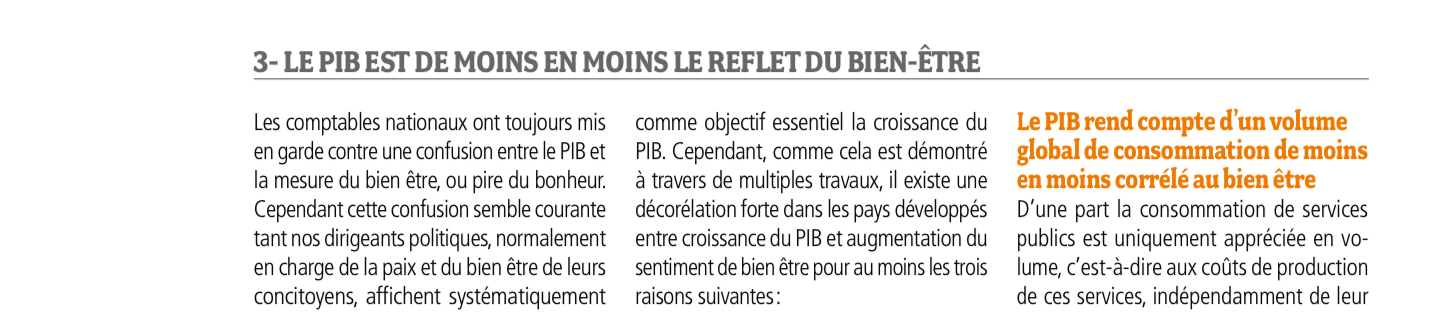 3- LE PIB EST DE MOINS EN MOINS LE REFLET DU BIEN-ÊTRE
Les comptables nationaux ont toujours mis
en garde contre une confusion entre le PIB et
la mesure du bien être, ou pire du bonheur.
Cependant cette confusion semble courante
tant nos dirigeants politiques, normalement
en charge de la paix et du bien être de leurs
concitoyens, affichent systématiquement
comme objectif essentiel la croissance du
PIB. Cependant, comme cela est démontré
à travers de multiples travaux, il existe une
décorélation forte dans les pays développés
entre croissance du PIB et augmentation du
sentiment de bien être pour au moins les trois
raisons suivantes :
Le PIB rend compte d’un volume
global de consommation de moins
en moins corrélé au bien être
D’une part la consommation de services
publics est uniquement appréciée en vo-
lume, c’est-à-dire aux coûts de production
de ces services, indépendamment de leur